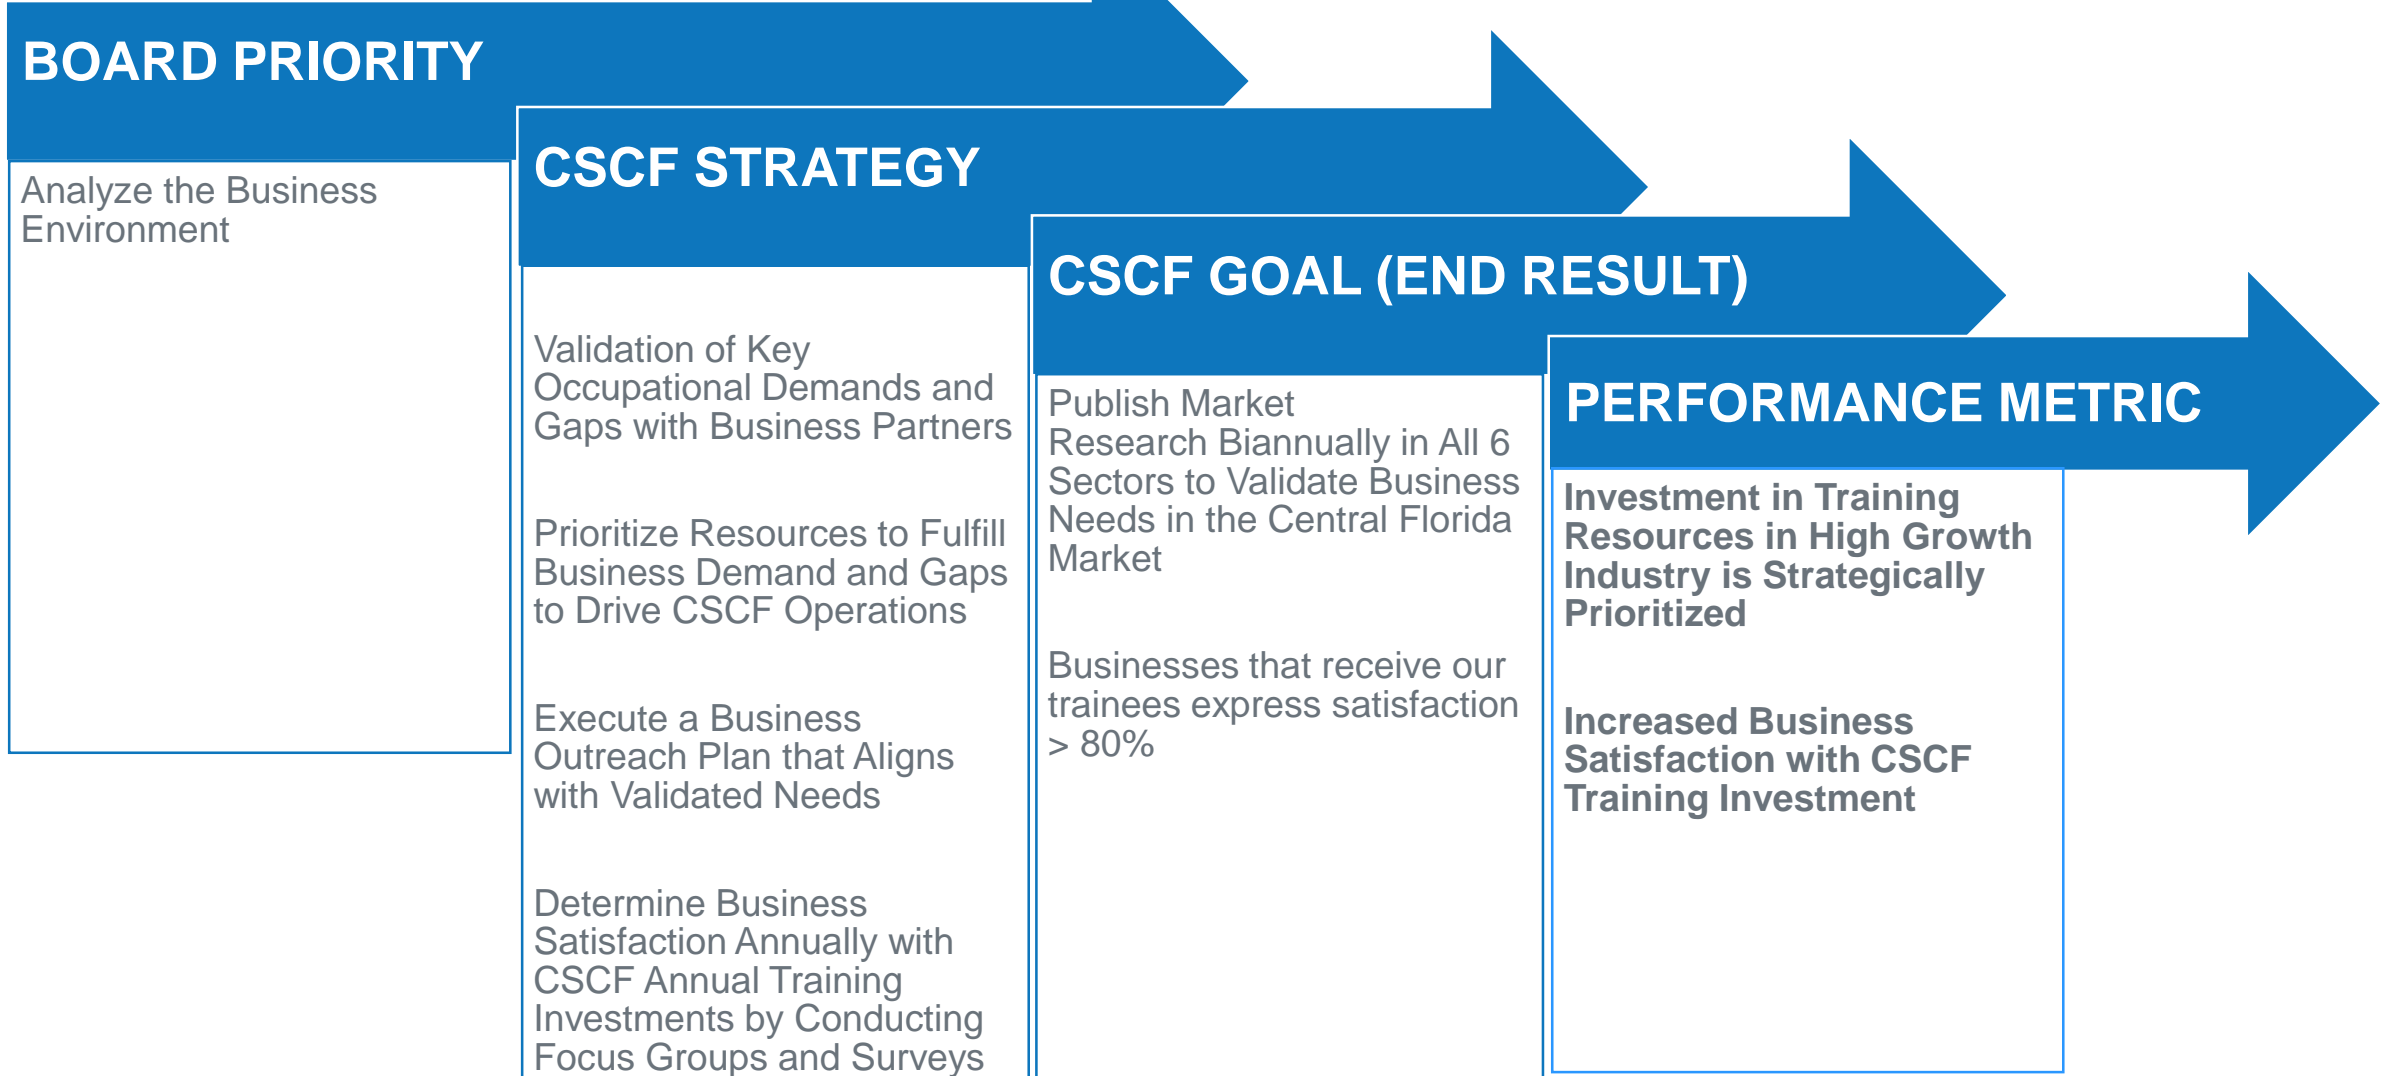 BOARD PRIORITY
Analyze the Business
Environment
CSCF STRATEGY
Validation of Key
Occupational Demands and
Gaps with Business Partners
Prioritize Resources to Fulfill
Business Demand and Gaps
to Drive CSCF Operations
Execute a Business
Outreach Plan that Aligns
with Validated Needs
Determine Business
Satisfaction Annually with
CSCF Annual Training
Investments by Conducting
Focus Groups and Surveys
CSCF GOAL (END RESULT)
Publish Market
Research Biannually in All 6
Sectors to Validate Business
Needs in the Central Florida
Market
Businesses that receive our
trainees express satisfaction
> 80%
PERFORMANCE METRIC
Investment in Training
Resources in High Growth
Industry is Strategically
Prioritized
Increased Business
Satisfaction with CSCF
Training Investment